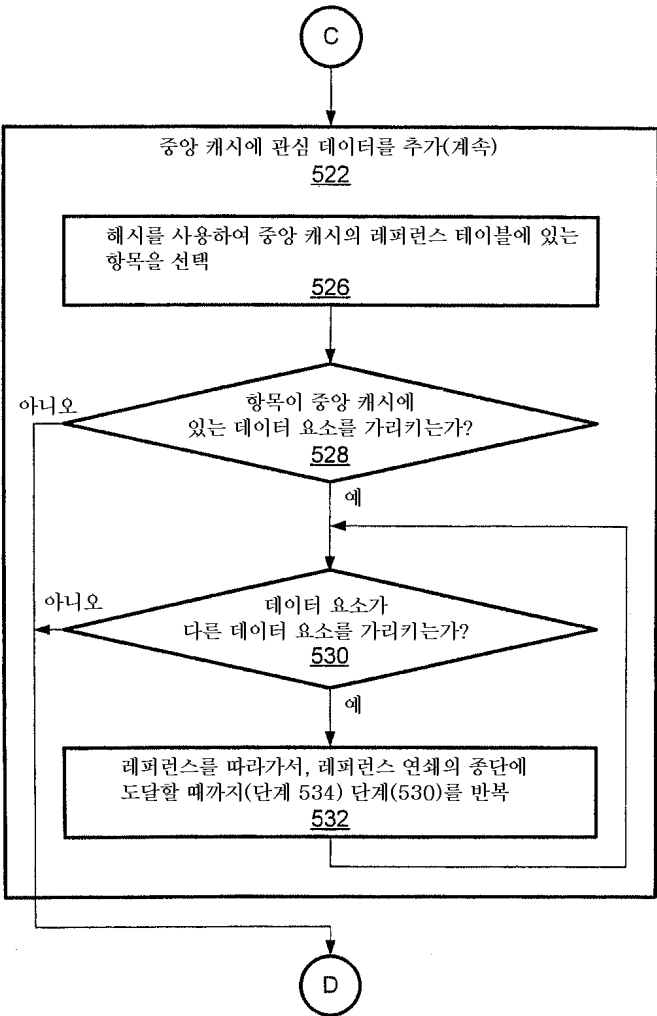 C
중앙 캐시에 관심 데이터를 추가(계속)
522
해시를 사용하여 중앙 캐시의 레퍼런스 테이블에 있는
항목을 선택
526
아니오
항목이 중앙 캐시에
있는 데이터 요소를 가리키는가?
528
예
아니오
데이터 요소가
다른 데이터 요소를 가리키는가?
530
예
레퍼런스를 따라가서, 레퍼런스 연쇄의 종단에
도달할 때까지(단계 534) 단계(530)를 반복
532
D